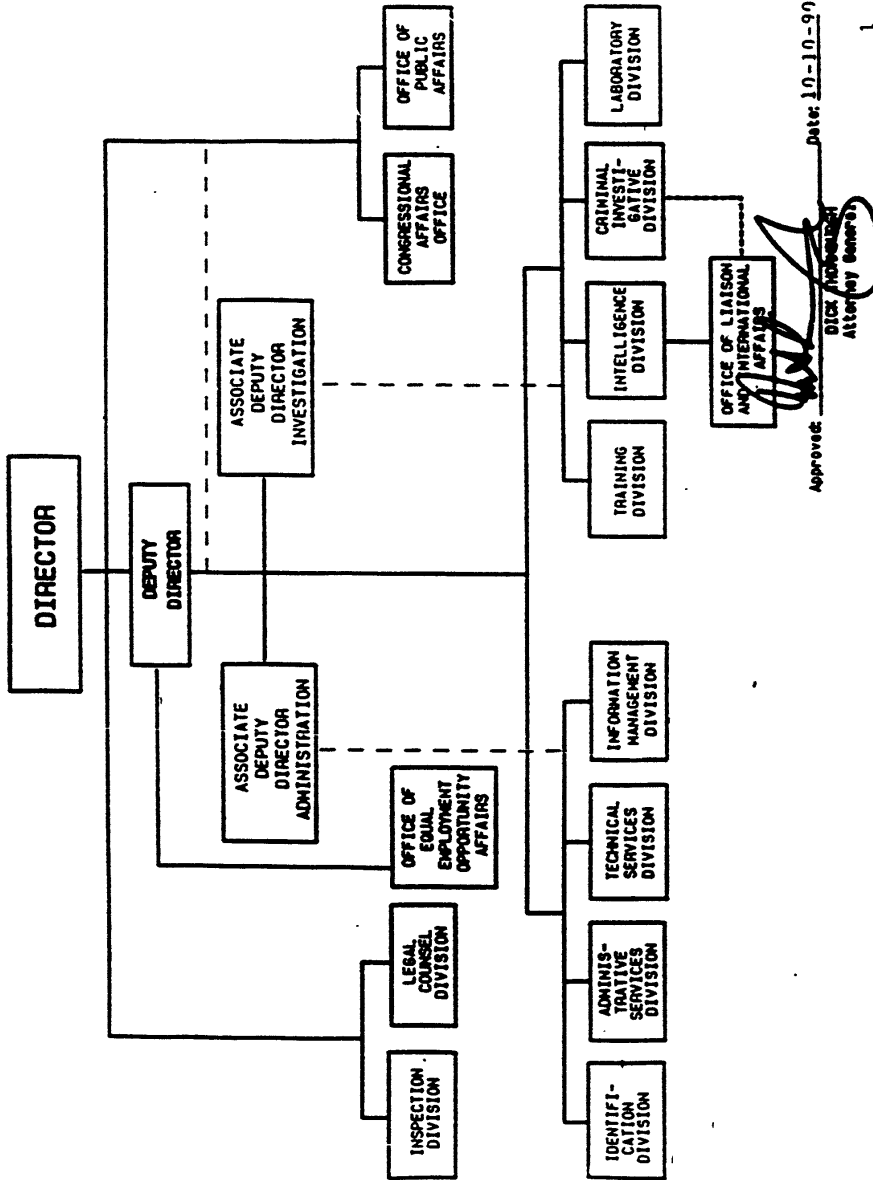 DIRECTOR
DEPUTY
DIRECTOR
ASSOCIATE
DEPUTY
DIRECTOR
ADMINISTRATION
ASSOCIATE
DEPUTY
DIRECTOR
INVESTIGATION
INSPECTION
DIVISION
LEGAL
COUNSEL
DIVISION
OFFICE OF
EQUAL
EMPLOYMENT
OPPORTUNITY
AFFAIRS
CONGRESSIONAL
AFFAIRS
OFFICE
OFFICE OF
PUBLIC
AFFAIRS
IDENTIFI-
CATION
DIVISION
ADMINIS-
TRATIVE
SERVICES
DIVISION
TECHNICAL
SERVICES
DIVISION
INFORMATION
MANAGEMENT
DIVISION
TRAINING
DIVISION
INTELLIGENCE
DIVISION
CRIMINAL
INVESTI-
GATIVE
DIVISION
LABORATORY
DIVISION
OFFICE OF LIAISON
AND INTERNATIONAL
AFFAIRS
Approved: Date: 10-10-90
DICK THORNBURGH
Attorney General
1